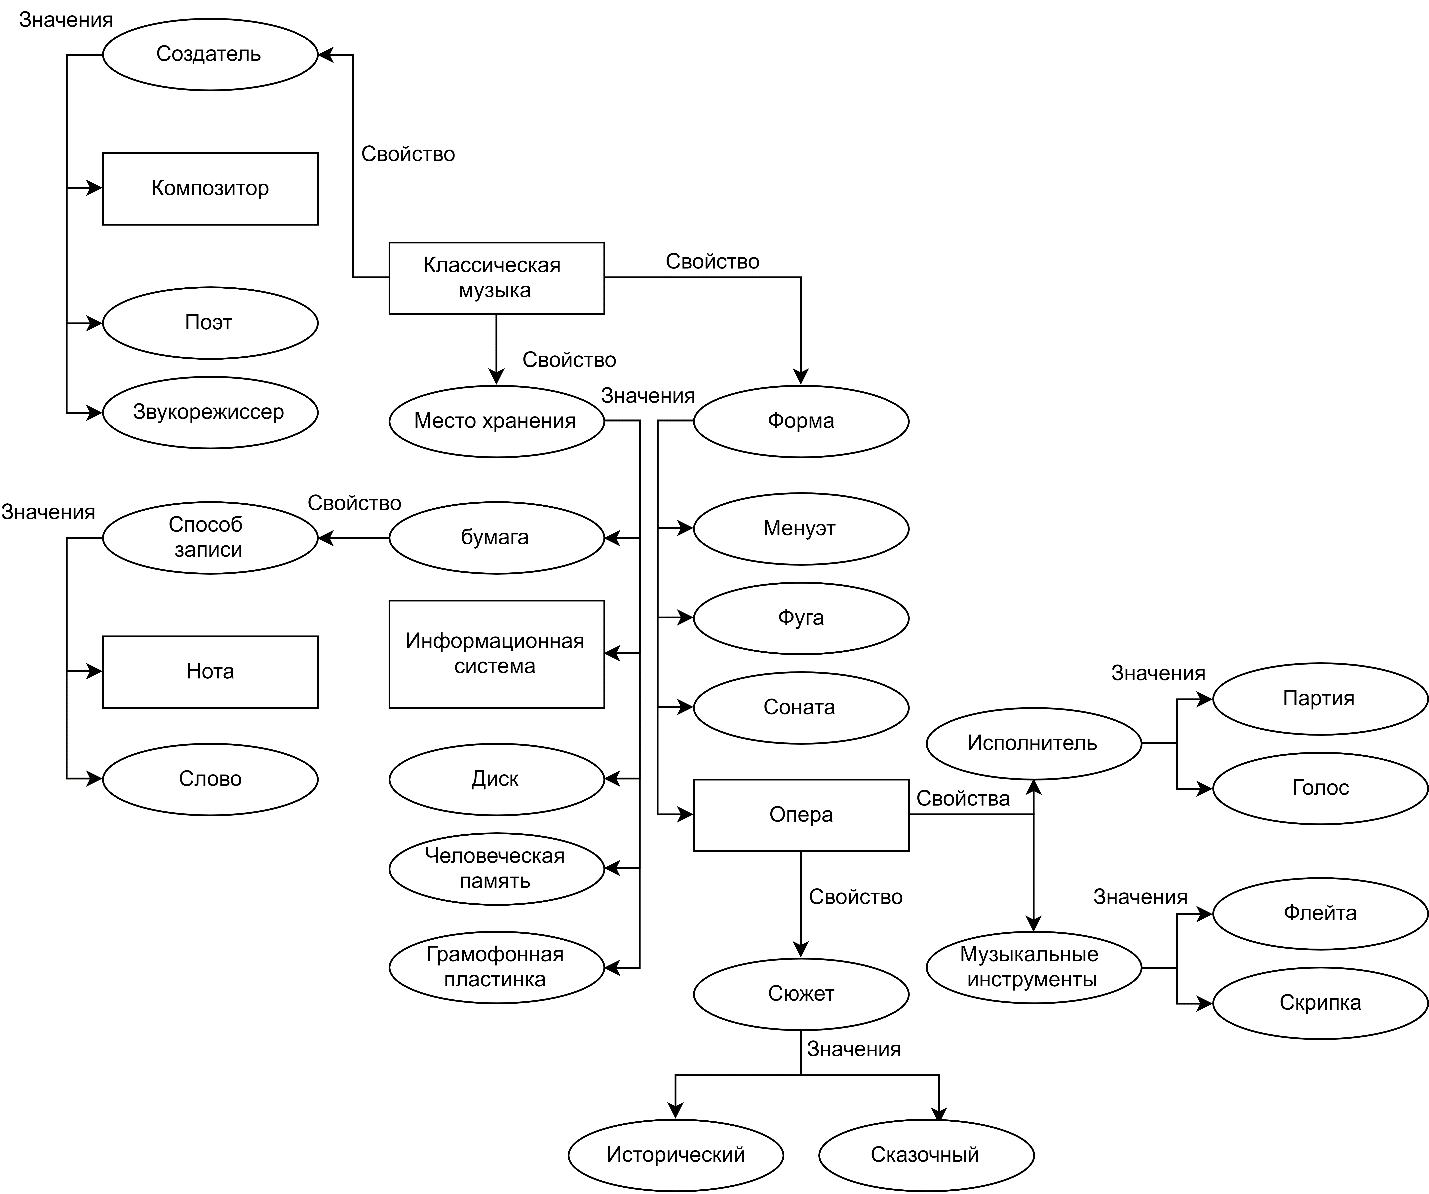 Значения
Создатель
Свойство
Композитор
Классическая
музыка
Свойство
Поэт
Свойство
Звукорежиссер
Место хранения
Значения
Форма
Значения
Способ
записи
Свойство
бумага
Менуэт
Фуга
Информационная
система
Нота
Соната
Значения
Партия
Исполнитель
Слово
Диск
Опера
Свойства
Голос
Человеческая
память
Свойство
Значения
Флейта
Грамофонная
пластинка
Сюжет
Музыкальные
инструменты
Скрипка
Значения
Исторический
Сказочный